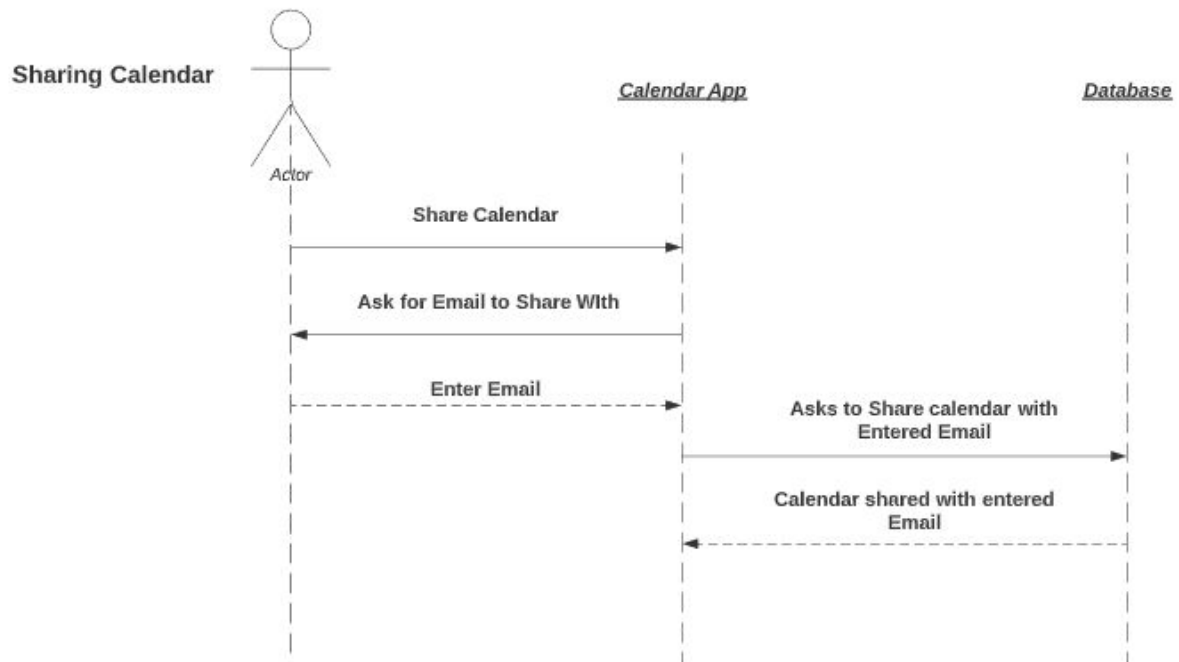 Sharing Calendar
Calendar App
Database
Actor
Share Calendar
Ask for Email to Share WIth
Enter Email
Asks to Share calendar with
Entered Email
Calendar shared with entered
Email